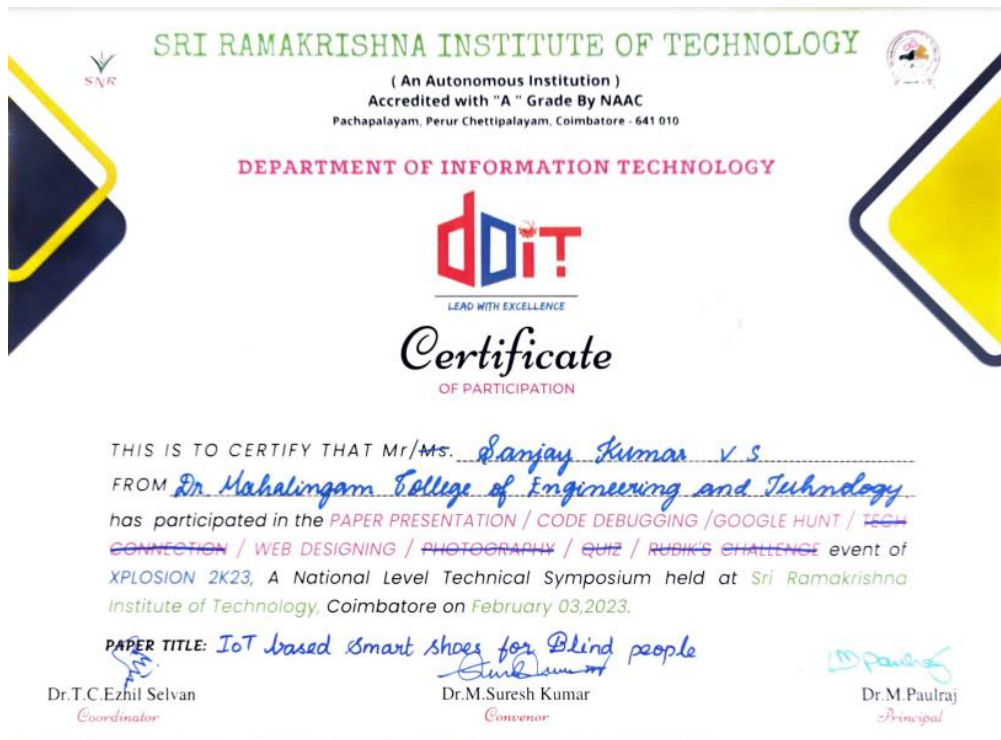 SRI RAMAKRISHNA INSTITUTE OF TECHNOLOGY
SNR
( An Autonomous Institution )
Accredited with "A " Grade By NAAC
Pachapalayam, Perur Chettipalayam, Coimbatore - 641 010
DEPARTMENT OF INFORMATION TECHNOLOGY
DOiT
LEAD WITH EXCELLENCE
Certificate
OF PARTICIPATION
THIS IS TO CERTIFY THAT Mr/Ms. Sanjay Kumar V S
FROM Dr Mahalingam College of Engineering and Technology
has participated in the PAPER PRESENTATION / CODE DEBUGGING /GOOGLE HUNT / TECH
CONNECTION / WEB DESIGNING / PHOTOGRAPHY / QUIZ / RUBIK'S CHALLENGE event of
XPLOSION 2K23, A National Level Technical Symposium held at Sri Ramakrishna
Institute of Technology, Coimbatore on February 03,2023.
PAPER TITLE: IoT based Smart shoes for Blind people
Dr.T.C.Ezhil Selvan
Coordinator
Dr.M.Suresh Kumar
Convenor
M Paulraj
Dr.M.Paulraj
Principal